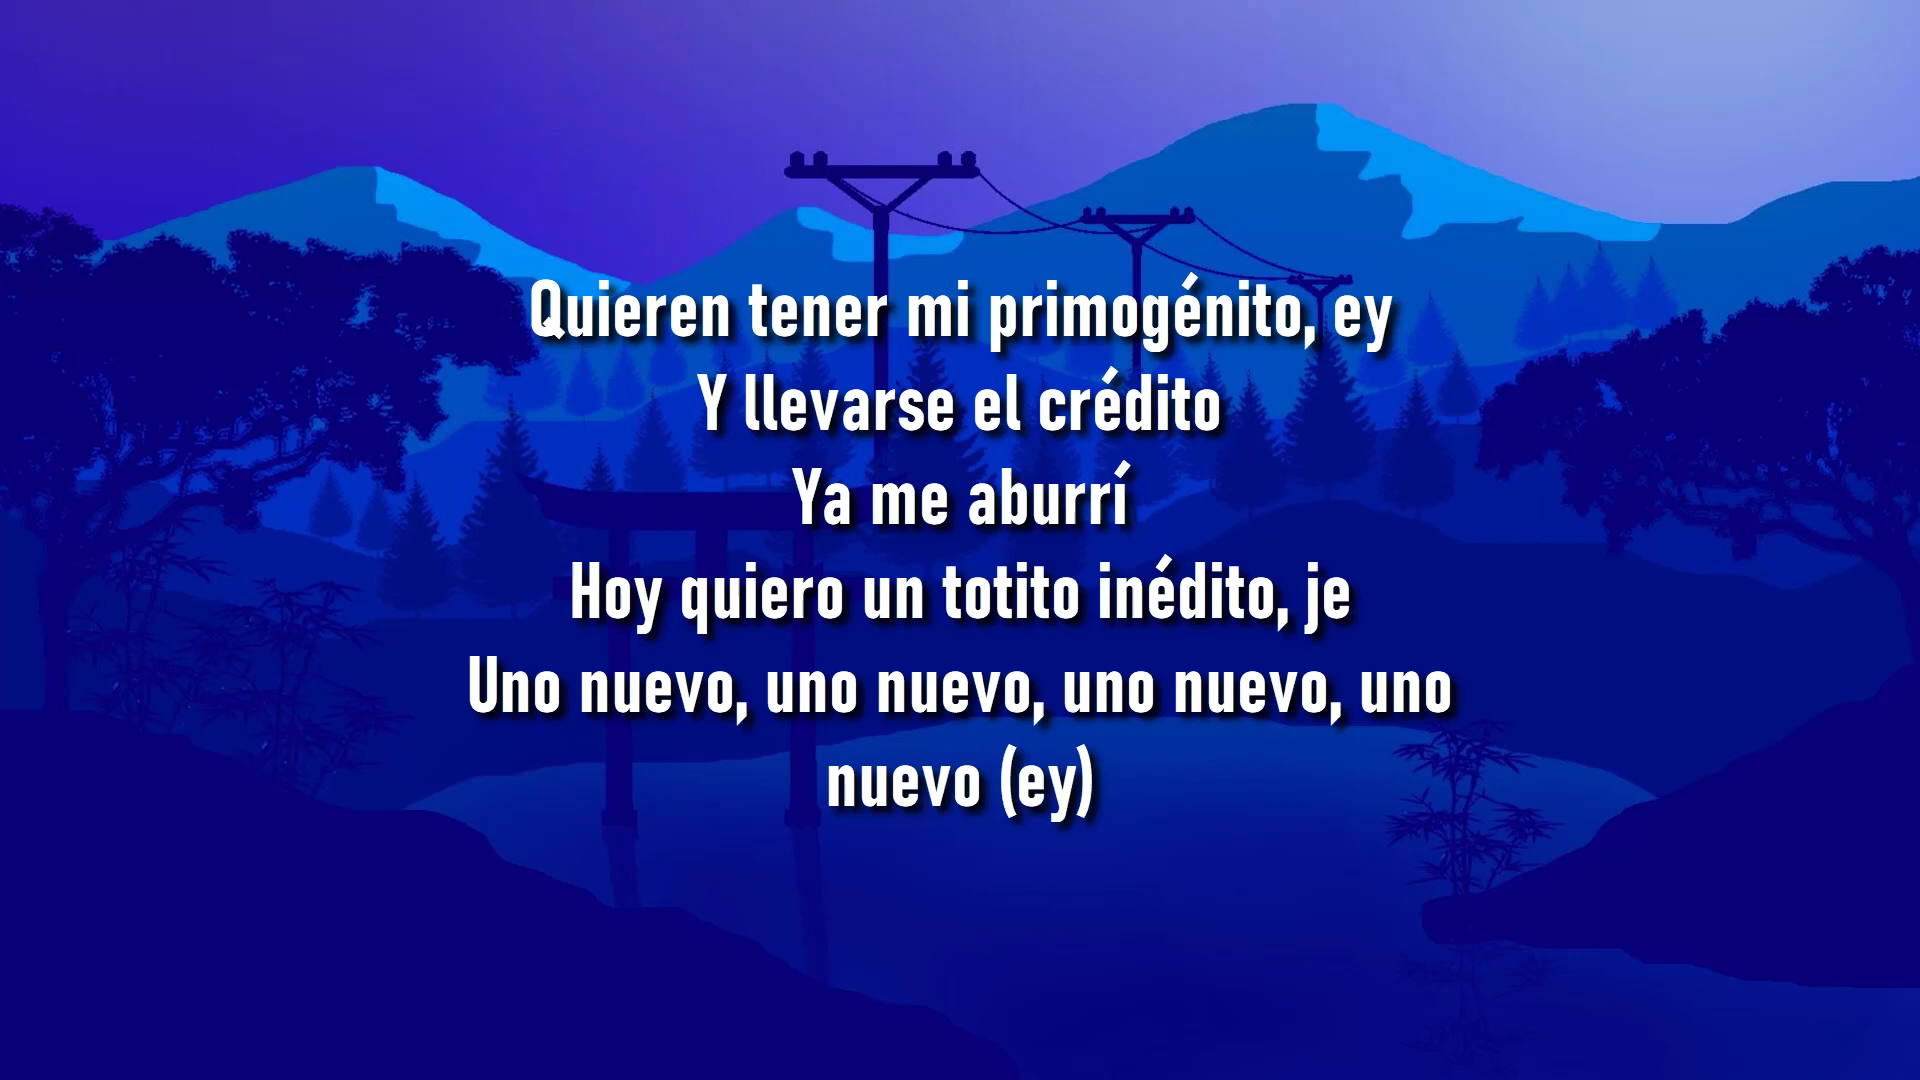 Quieren tener mi primogénito, ey
Y llevarse el crédito
Ya me aburrí
Hoy quiero un totito inédito, je
Uno nuevo, uno nuevo, uno nuevo, uno
nuevo (ey)